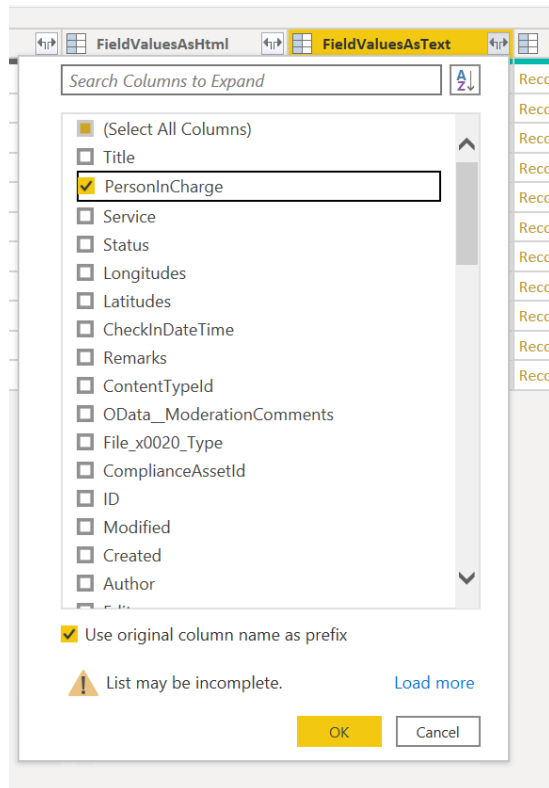 FieldValuesAsHtml FieldValuesAsText
Search Columns to Expand A Z
(Select All Columns)
Title
PersonInCharge
Service
Status
Longitudes
Latitudes
CheckInDateTime
Remarks
ContentTypeId
OData__ModerationComments
File_x0020_Type
ComplianceAssetId
ID
Modified
Created
Author
Use original column name as prefix
List may be incomplete. Load more
OK Cancel